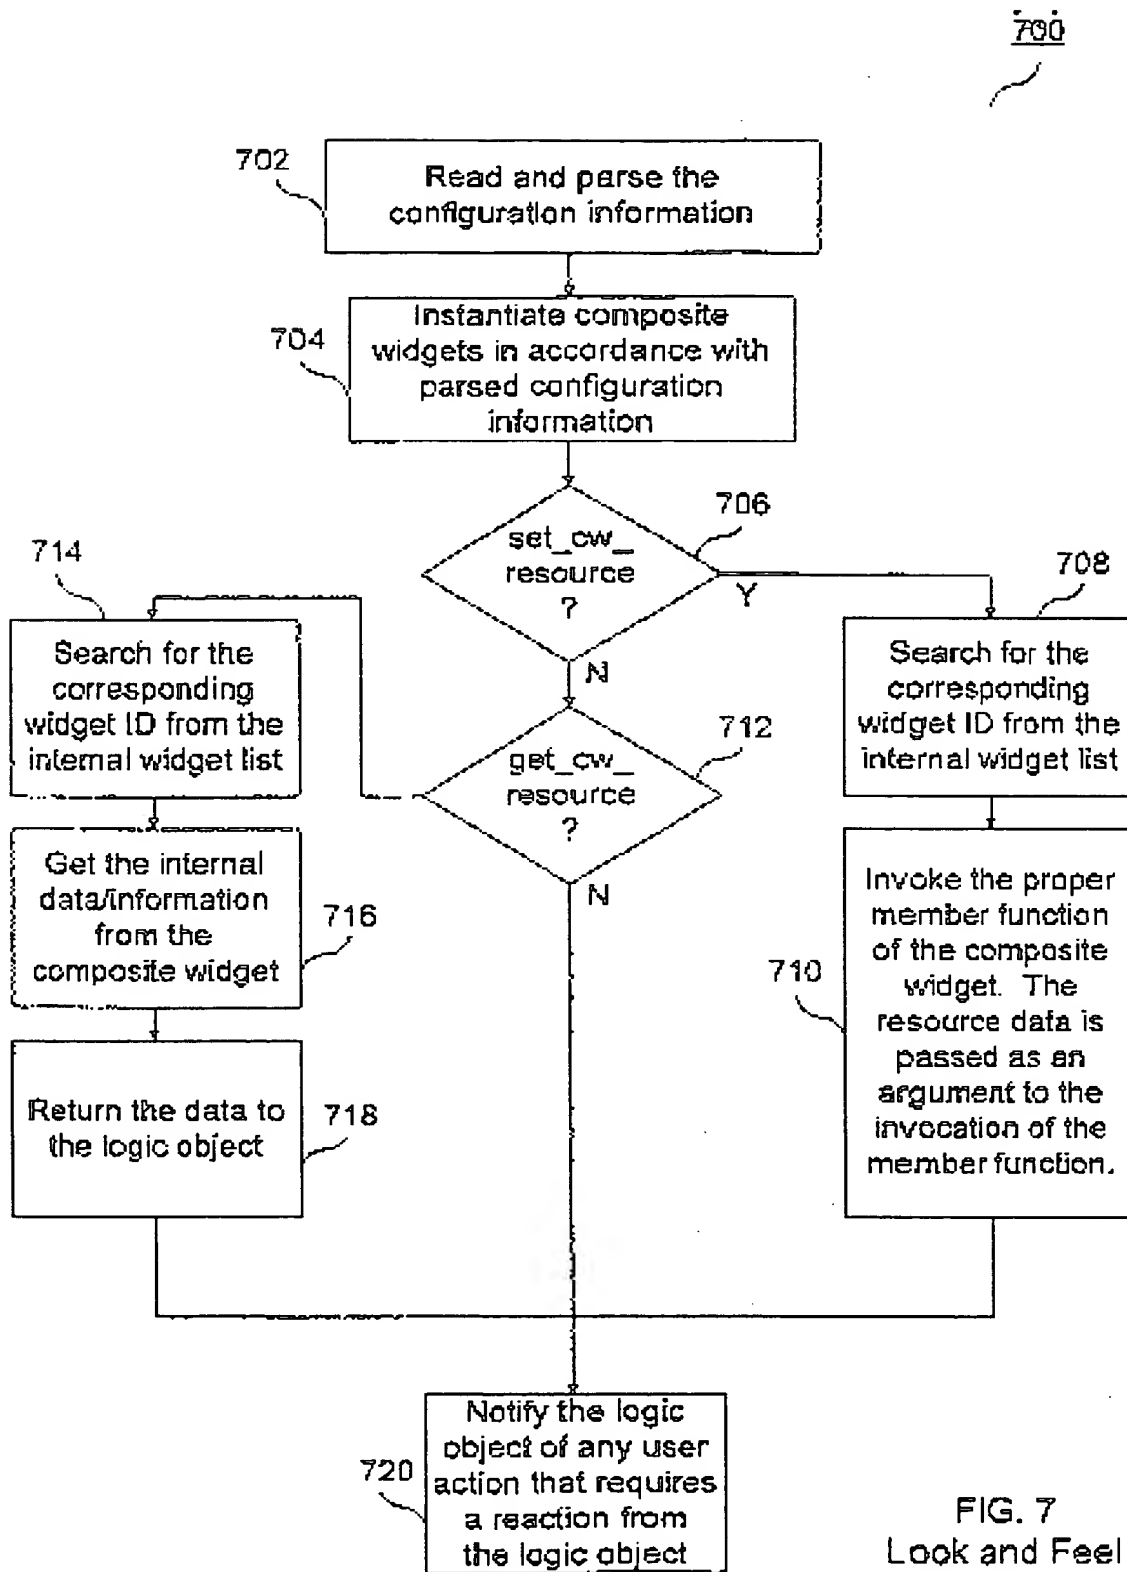 700
702
Read and parse the
configuration information
704
Instantiate composite
widgets in accordance with
parsed configuration
information
706
set_cw_
resource
?
Y
N
708
Search for the
corresponding
widget ID from the
internal widget list
710
Invoke the proper
member function
of the composite
widget. The
resource data is
passed as an
argument to the
invocation of the
member function.
712
get_cw_
resource
?
N
714
Search for the
corresponding
widget ID from the
internal widget list
Get the internal
data/information
from the
composite widget
716
Return the data to
the logic object
718
720
Notify the logic
object of any user
action that requires
a reaction from
the logic object
FIG. 7
Look and Feel